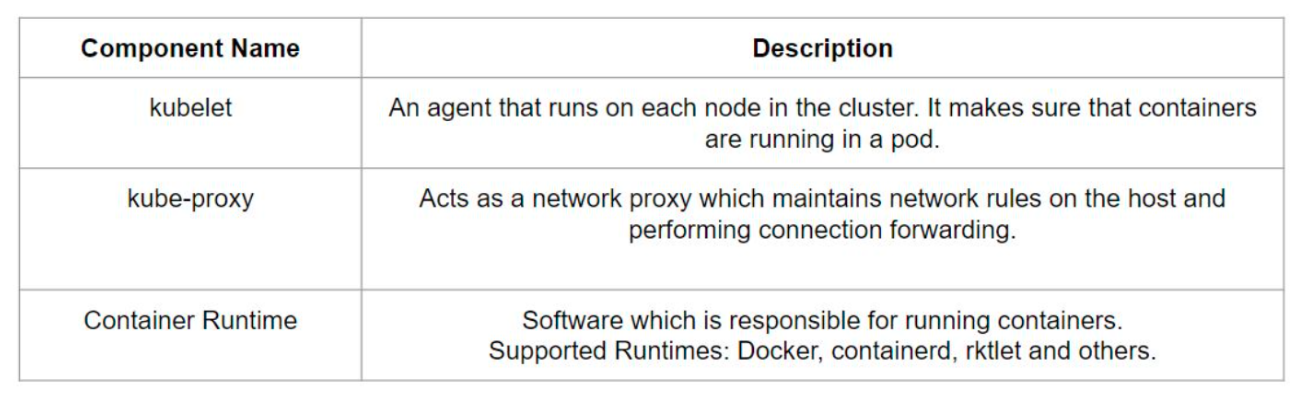 Component Name
Description
kubelet
An agent that runs on each node in the cluster. It makes sure that containers
are running in a pod.
kube-proxy
Acts as a network proxy which maintains network rules on the host and
performing connection forwarding.
Container Runtime
Software which is responsible for running containers.
Supported Runtimes: Docker, containerd, rktlet and others.